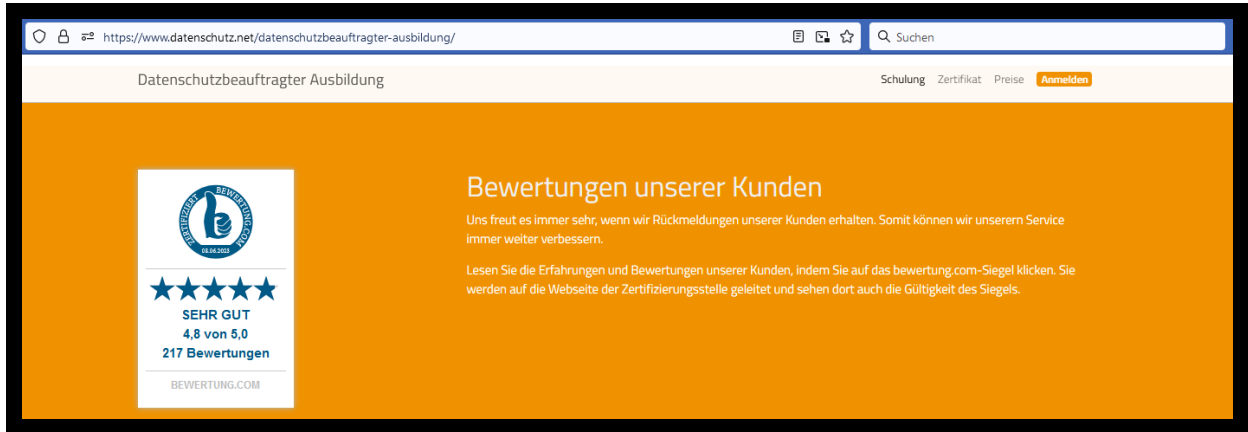 https://www.datenschutz.net/datenschutzbeauftragter-ausbildung/
Suchen
Datenschutzbeauftragter Ausbildung
Schulung Zertifikat Preise Anmelden
ZERTIFIZIERT BEWERTUNG.COM
08.06.2023
SEHR GUT
4,8 von 5,0
217 Bewertungen
BEWERTUNG.COM
Bewertungen unserer Kunden
Uns freut es immer sehr, wenn wir Rückmeldungen unserer Kunden erhalten. Somit können wir unserern Service
immer weiter verbessern.
Lesen Sie die Erfahrungen und Bewertungen unserer Kunden, indem Sie auf das bewertung.com-Siegel klicken. Sie
werden auf die Webseite der Zertifizierungsstelle geleitet und sehen dort auch die Gültigkeit des Siegels.